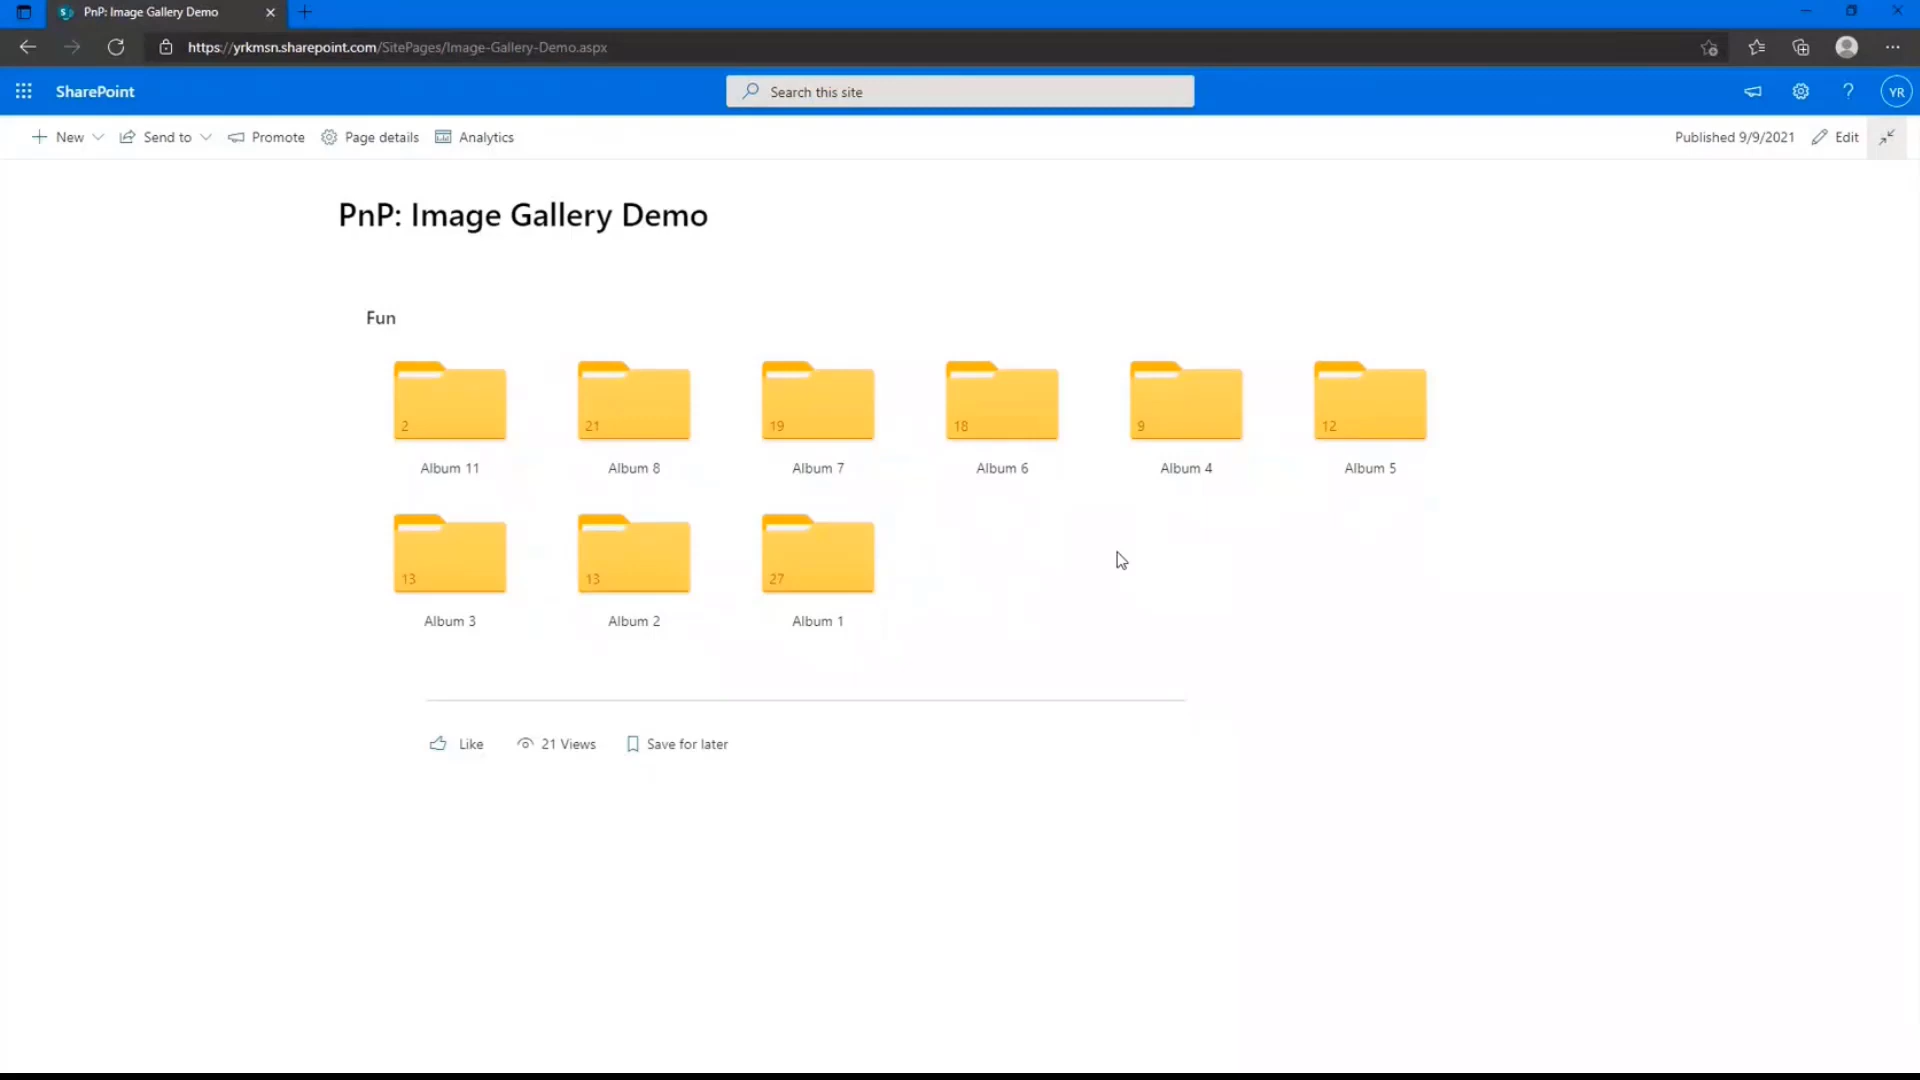 PnP: Image Gallery Demo
https://yrkmsn.sharepoint.com/SitePages/Image-Gallery-Demo.aspx
SharePoint
Search this site
YR
New
Send to
Promote
Page details
Analytics
Published 9/9/2021
Edit
PnP: Image Gallery Demo
Fun
2
21
19
18
9
12
Album 11
Album 8
Album 7
Album 6
Album 4
Album 5
13
13
27
Album 3
Album 2
Album 1
Like
21 Views
Save for later